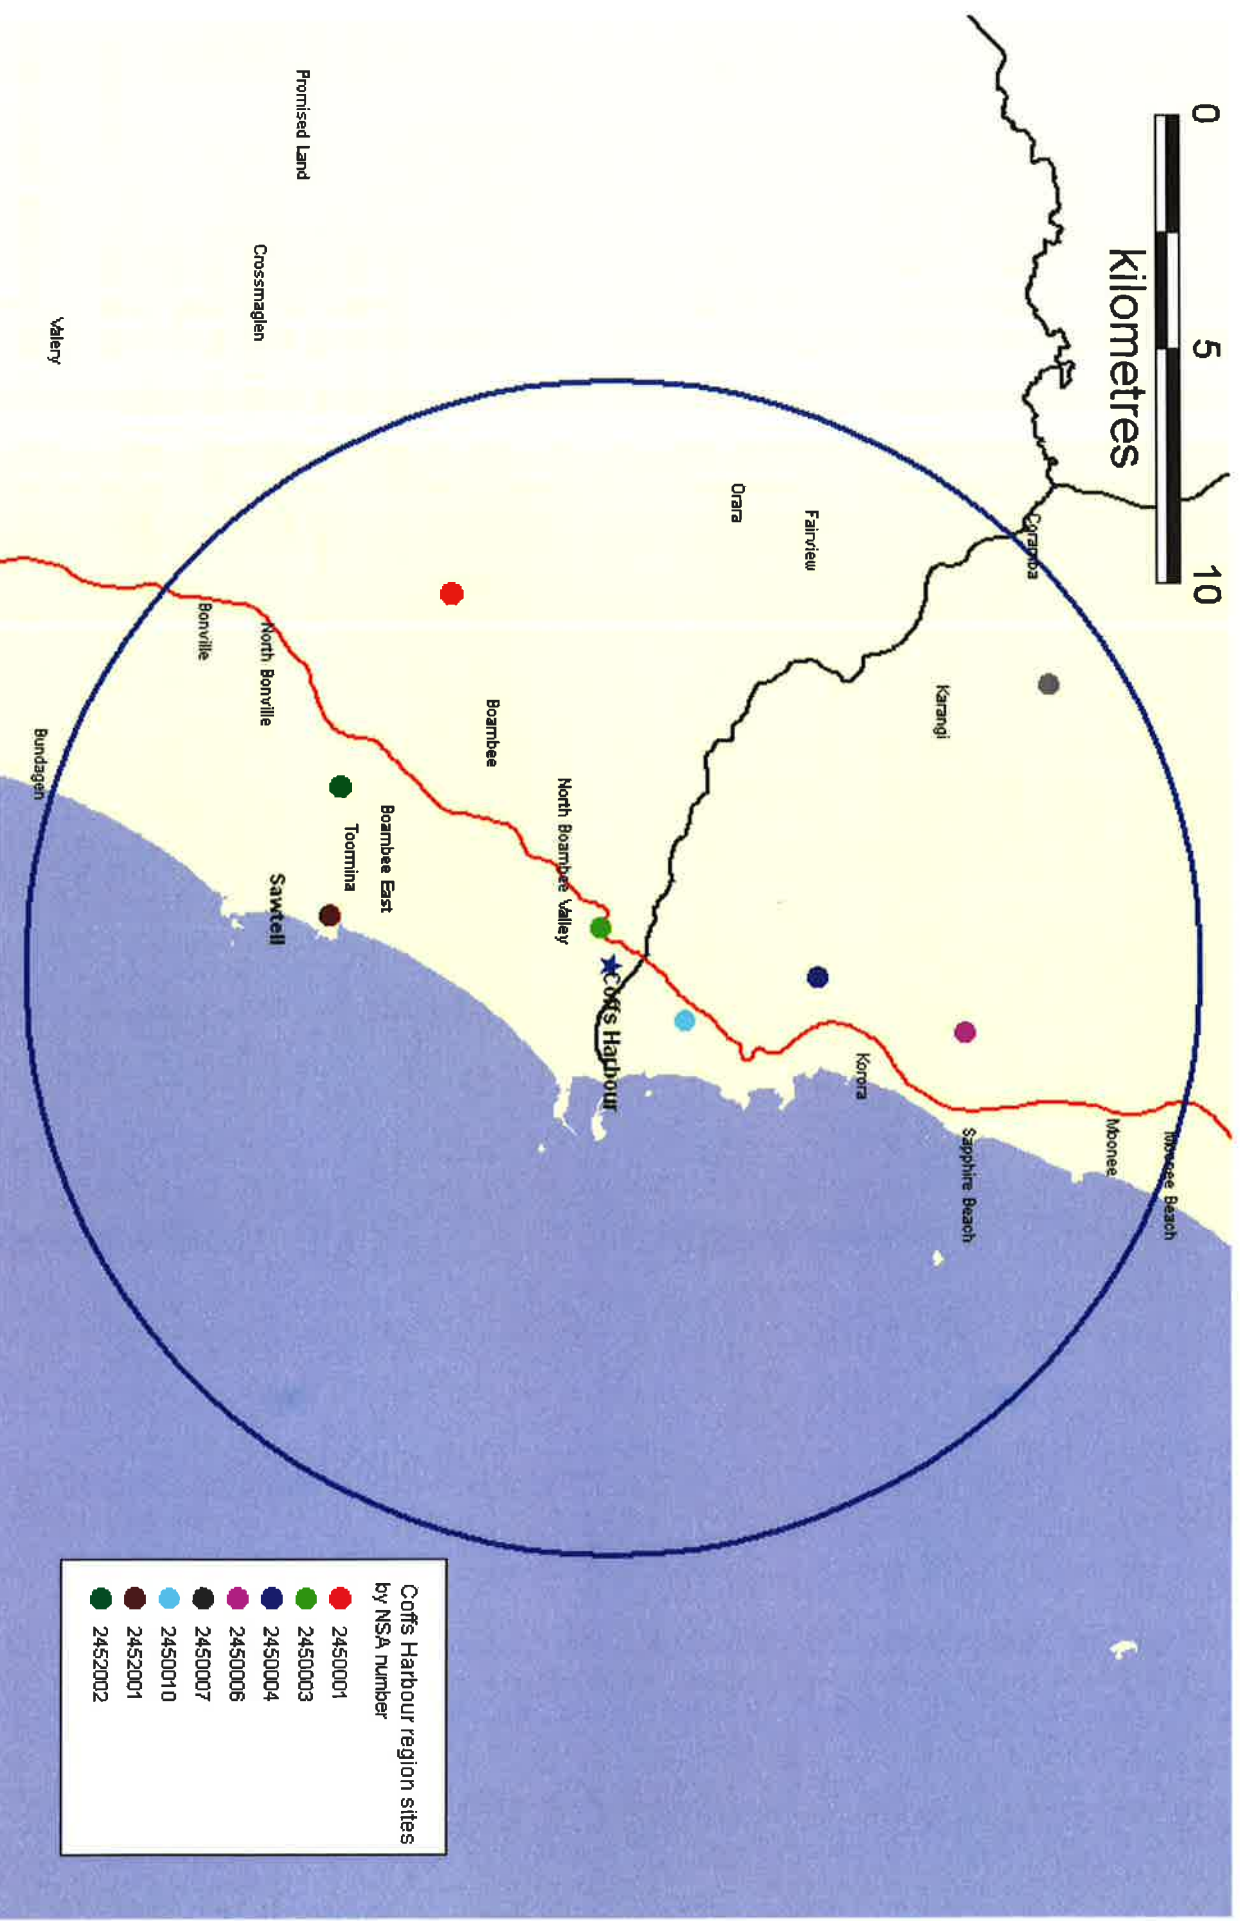 0 5 10
kilometres
Coramba
Moonee Beach
Moonee
Karangi
Sapphire Beach
Fairview
Korora
Orara
Coffs Harbour
North Boambee Valley
Boambee
Boambee East
Toormina
Promised Land
Crossmaglen
North Bonville
Sawtell
Bonville
Valery
Bundagen
Coffs Harbour region sites
by NSA number
2450001
2450003
2450004
2450006
2450007
2450010
2452001
2452002